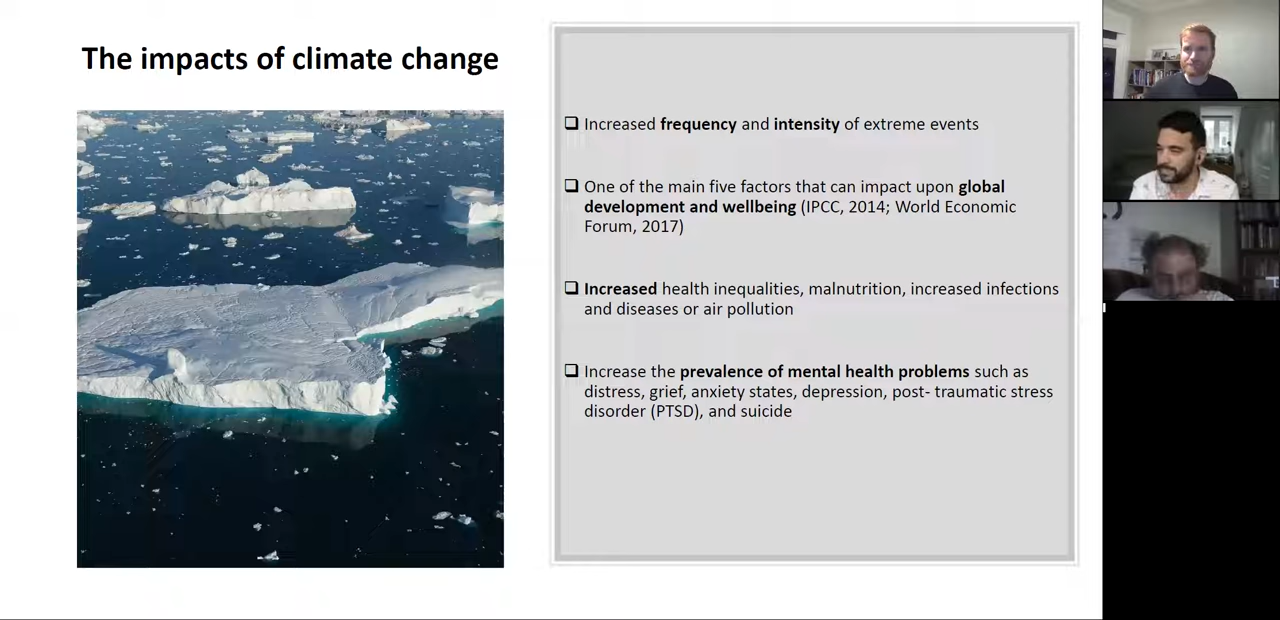 The impacts of climate change
Increased frequency and intensity of extreme events
One of the main five factors that can impact upon global
development and wellbeing (IPCC, 2014; World Economic
Forum, 2017)
Increased health inequalities, malnutrition, increased infections
and diseases or air pollution
Increase the prevalence of mental health problems such as
distress, grief, anxiety states, depression, post- traumatic stress
disorder (PTSD), and suicide